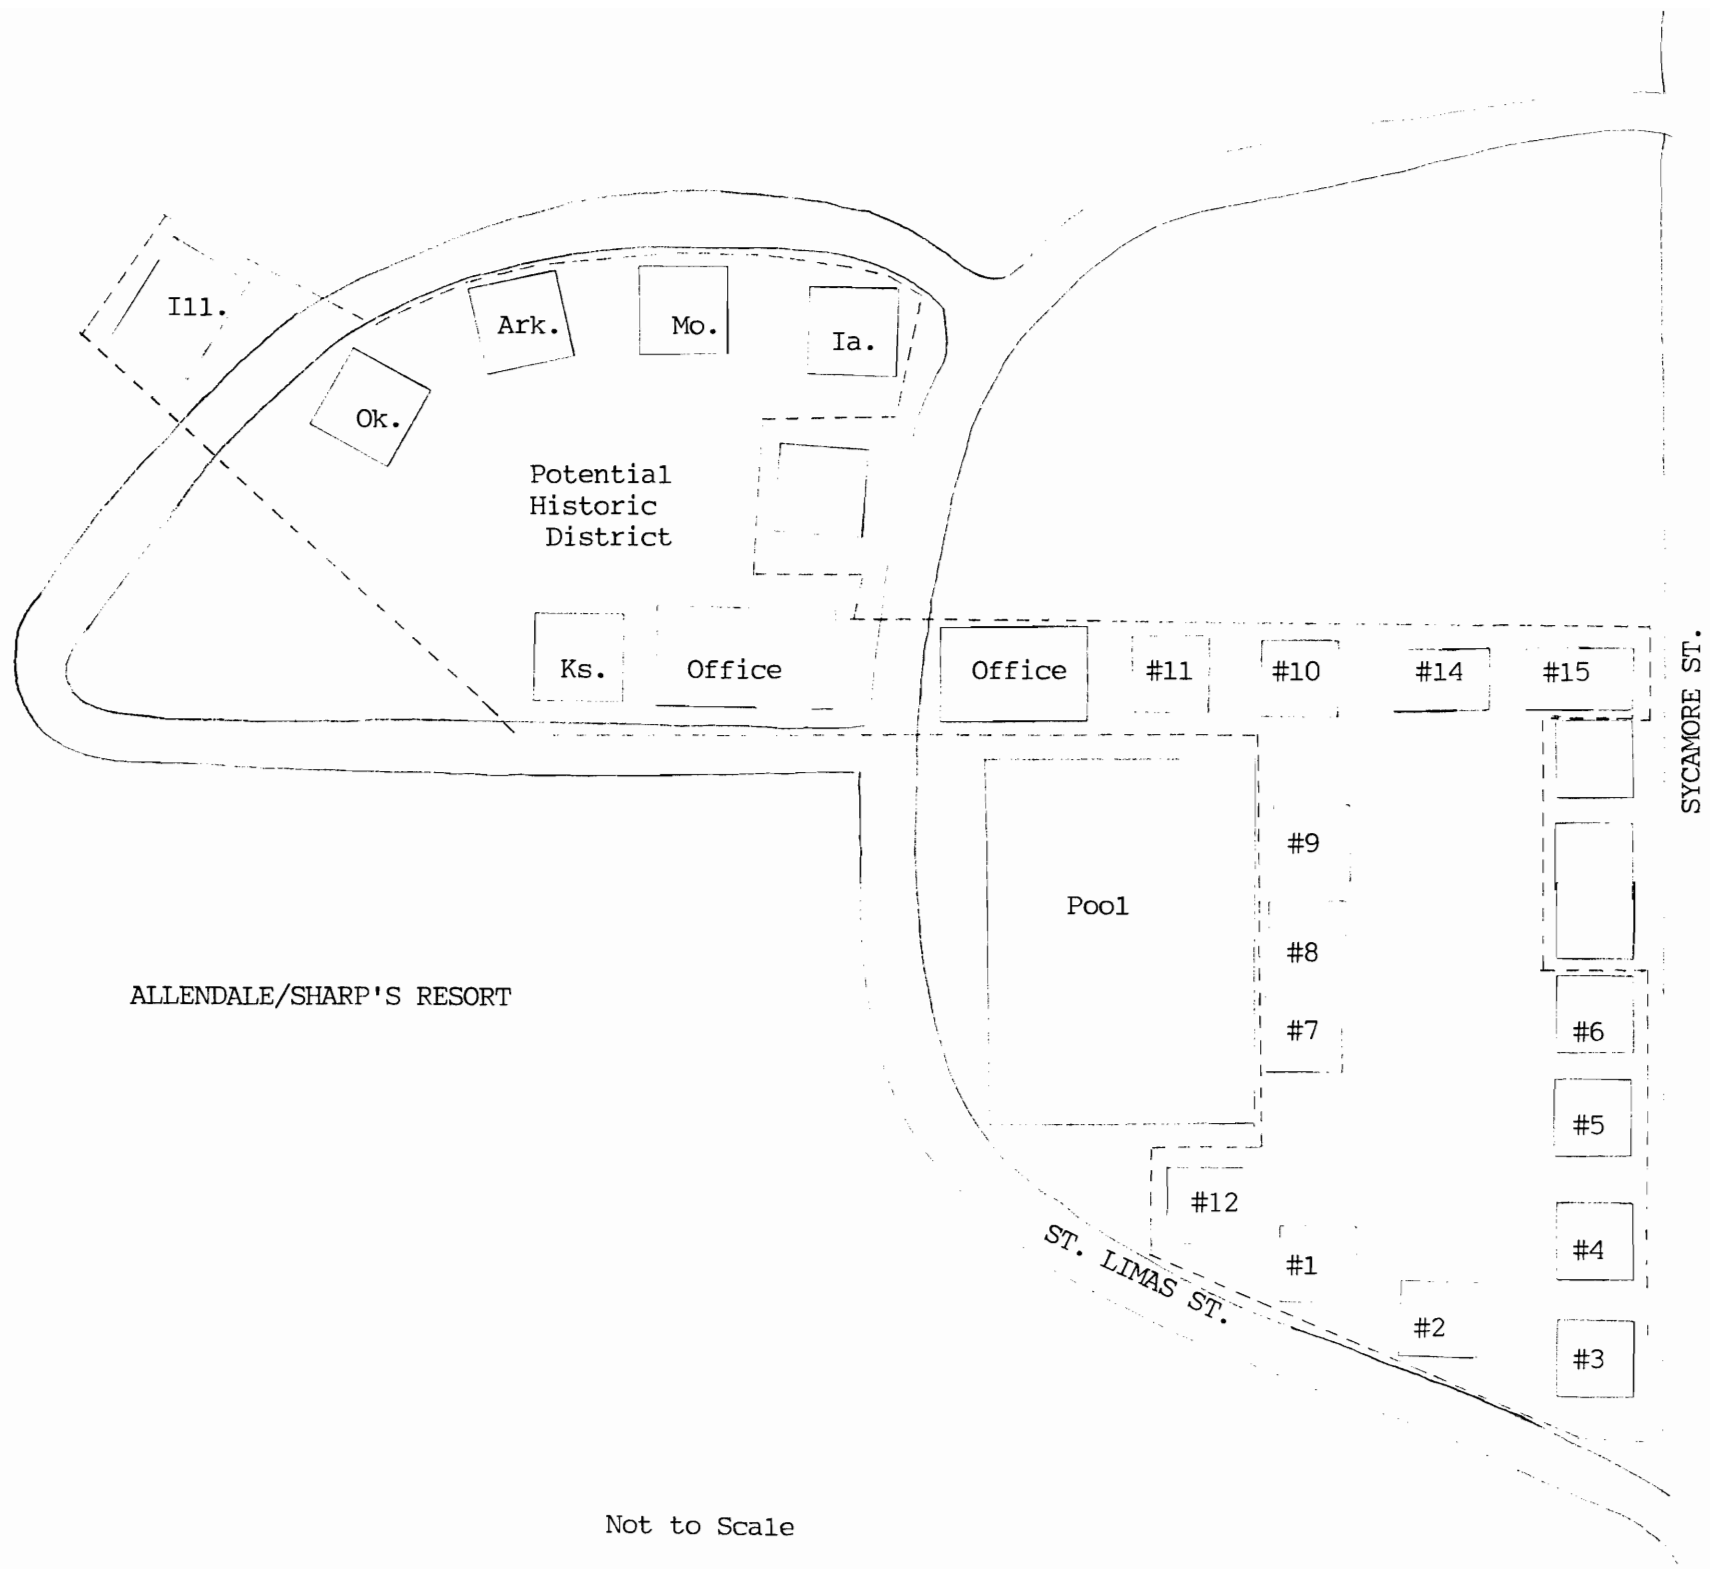 Ill.
Ark.
Mo.
Ia.
Ok.
Potential
Historic
District
Ks.
Office
Office
#11
#10
#14
#15
SYCAMORE ST.
#9
Pool
#8
ALLENDALE/SHARP'S RESORT
#7
#6
#5
#12
ST. LIMAS ST.
#1
#4
#2
#3
Not to Scale